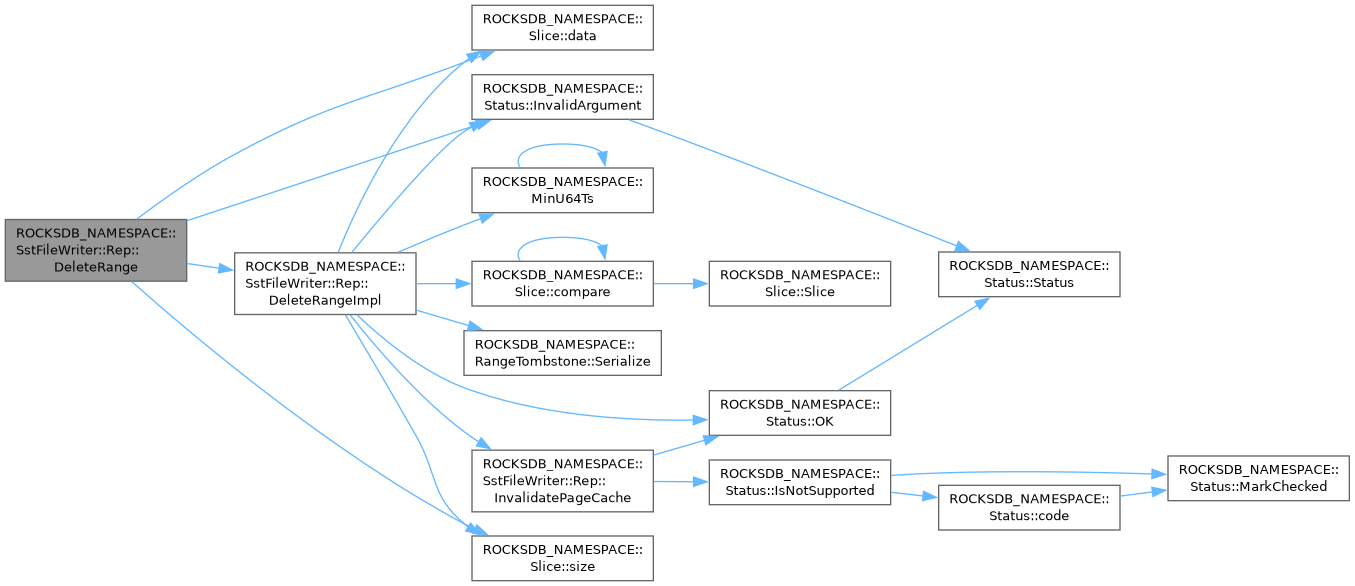 ROCKSDB_NAMESPACE::
SstFileWriter::Rep::
DeleteRange
ROCKSDB_NAMESPACE::
SstFileWriter::Rep::
DeleteRangeImpl
ROCKSDB_NAMESPACE::
Slice::data
ROCKSDB_NAMESPACE::
Status::InvalidArgument
ROCKSDB_NAMESPACE::
MinU64Ts
ROCKSDB_NAMESPACE::
Slice::compare
ROCKSDB_NAMESPACE::
RangeTombstone::Serialize
ROCKSDB_NAMESPACE::
SstFileWriter::Rep::
InvalidatePageCache
ROCKSDB_NAMESPACE::
Slice::size
ROCKSDB_NAMESPACE::
Slice::Slice
ROCKSDB_NAMESPACE::
Status::OK
ROCKSDB_NAMESPACE::
Status::IsNotSupported
ROCKSDB_NAMESPACE::
Status::Status
ROCKSDB_NAMESPACE::
Status::code
ROCKSDB_NAMESPACE::
Status::MarkChecked